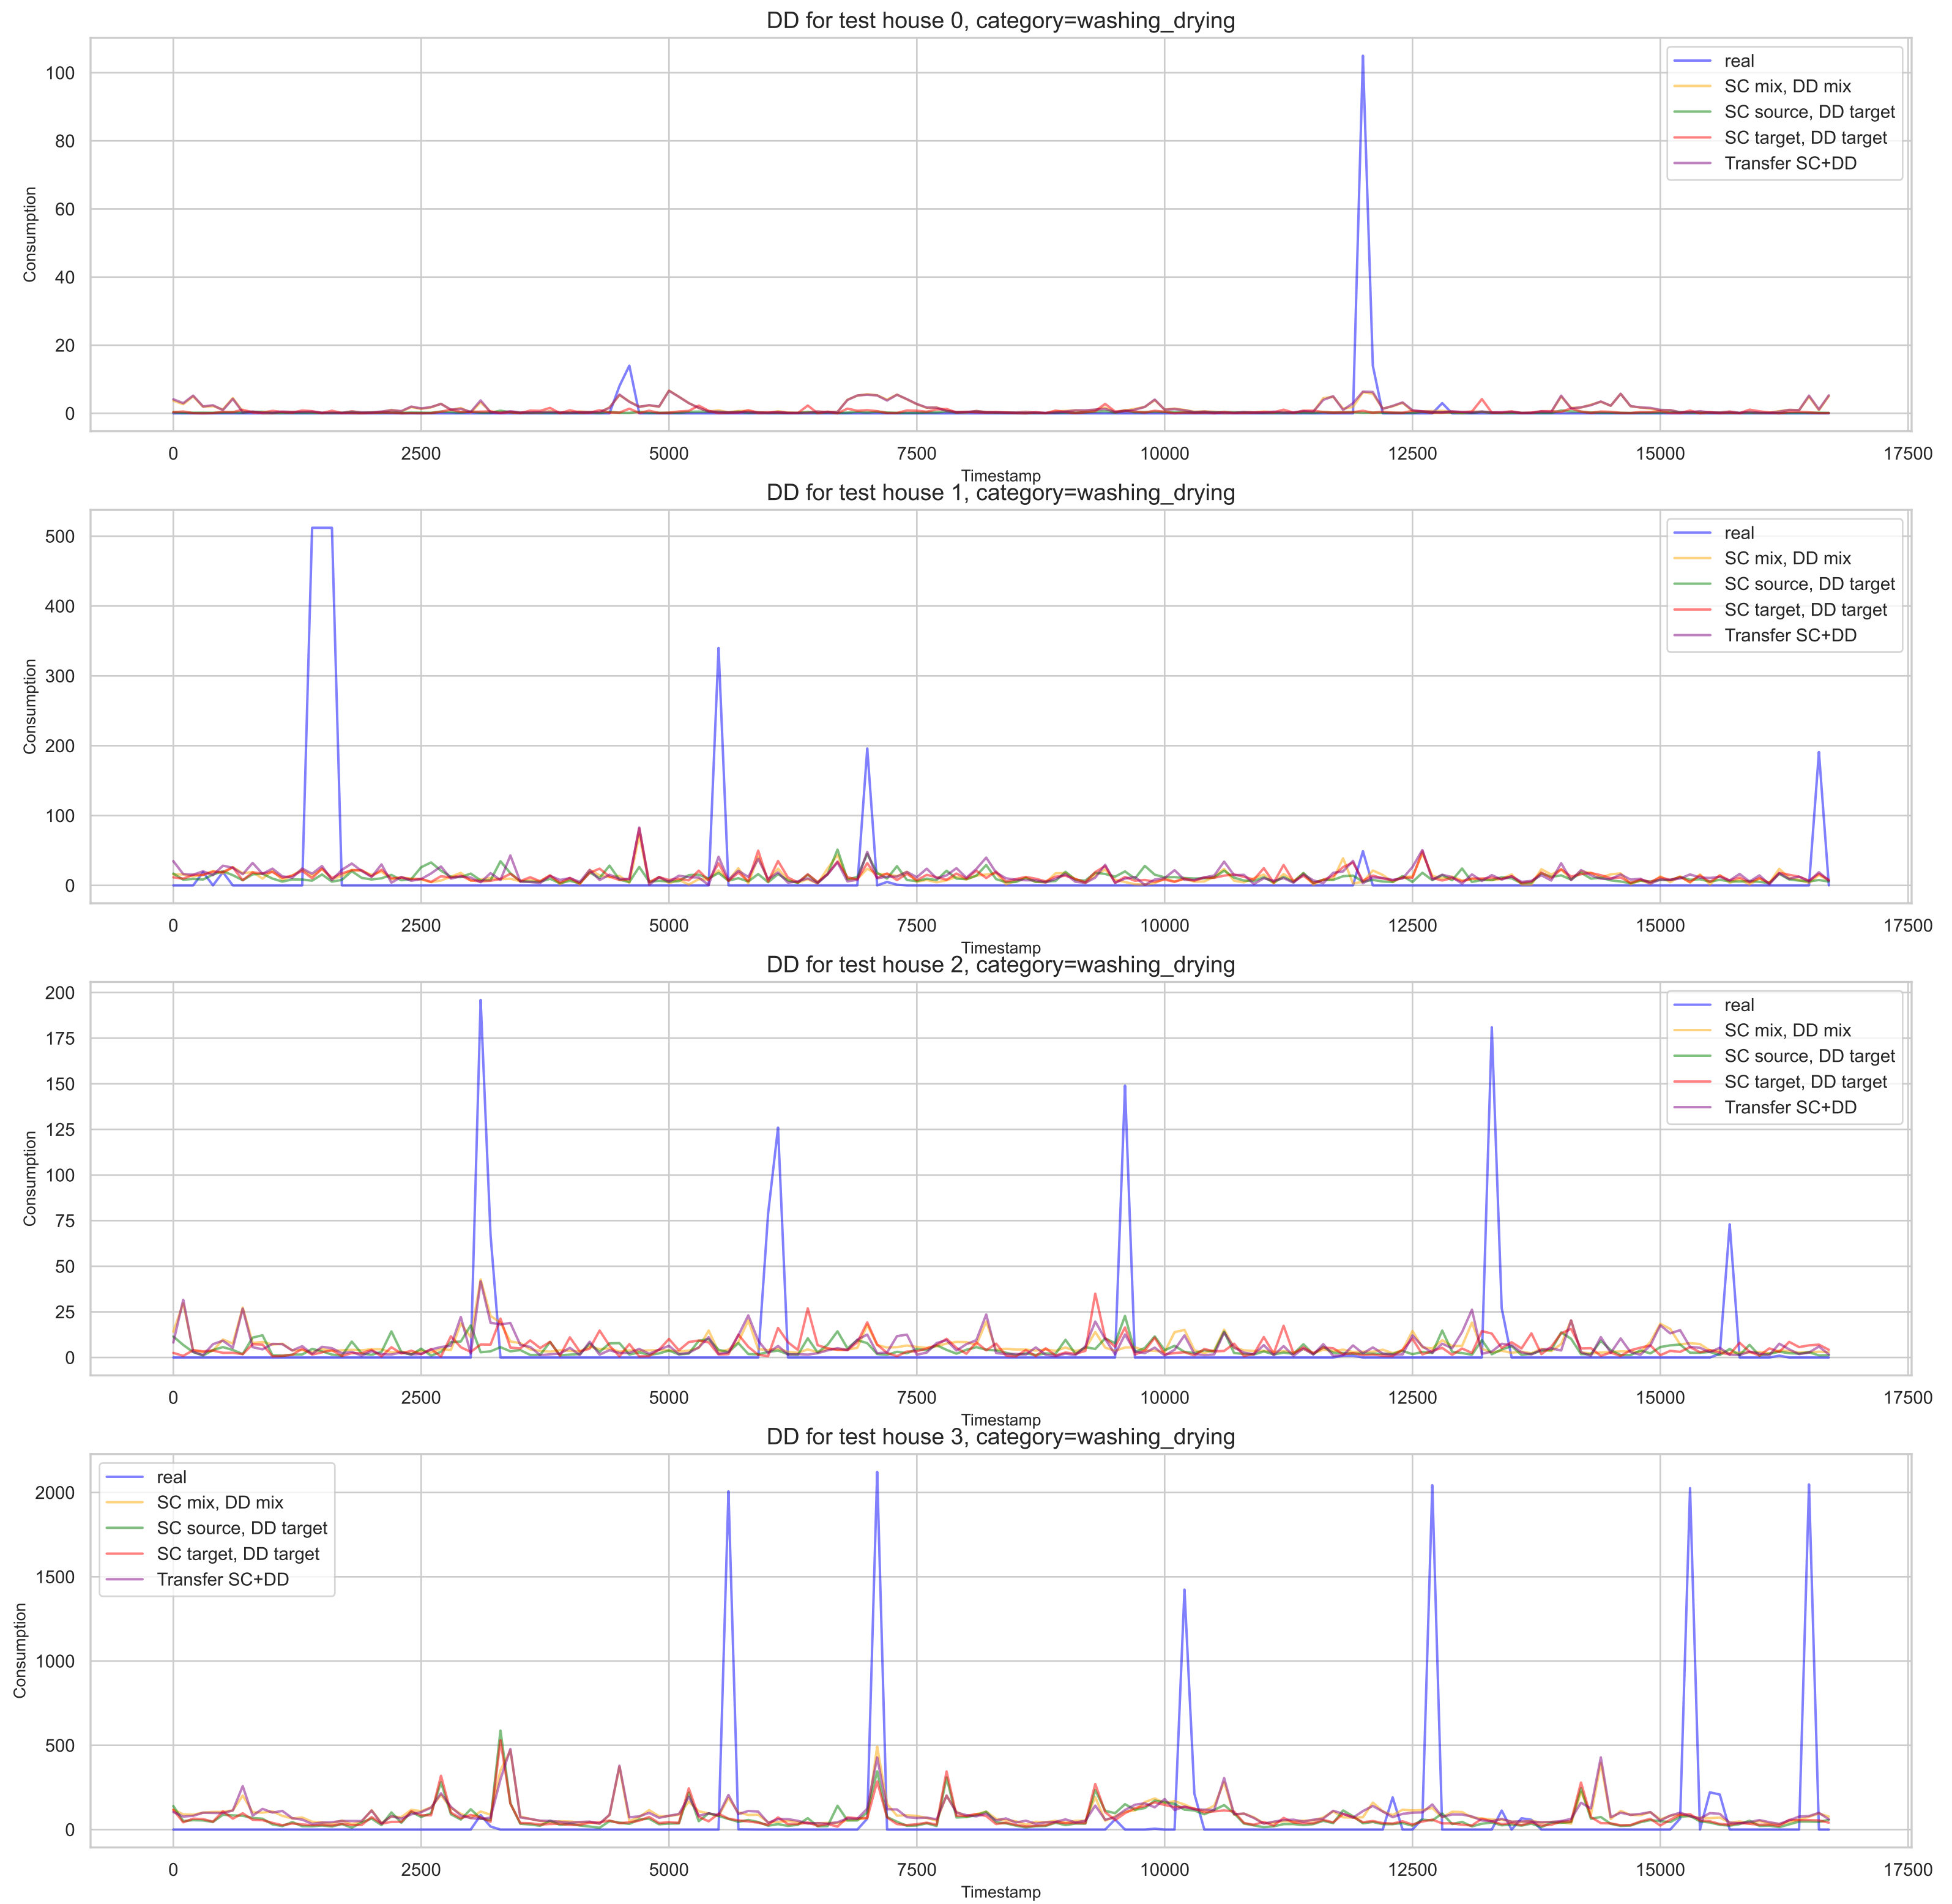 DD for test house 0, category=washing_drying
100
80
60
40
20
0
Consumption
real
SC mix, DD mix
SC source, DD target
SC target, DD target
Transfer SC+DD
0 2500 5000 7500 10000 12500 15000 17500
Timestamp
DD for test house 1, category=washing_drying
500
400
300
200
100
0
Consumption
real
SC mix, DD mix
SC source, DD target
SC target, DD target
Transfer SC+DD
0 2500 5000 7500 10000 12500 15000 17500
Timestamp
DD for test house 2, category=washing_drying
200
175
150
125
100
75
50
25
0
Consumption
real
SC mix, DD mix
SC source, DD target
SC target, DD target
Transfer SC+DD
0 2500 5000 7500 10000 12500 15000 17500
Timestamp
DD for test house 3, category=washing_drying
2000
1500
1000
500
0
Consumption
real
SC mix, DD mix
SC source, DD target
SC target, DD target
Transfer SC+DD
0 2500 5000 7500 10000 12500 15000 17500
Timestamp